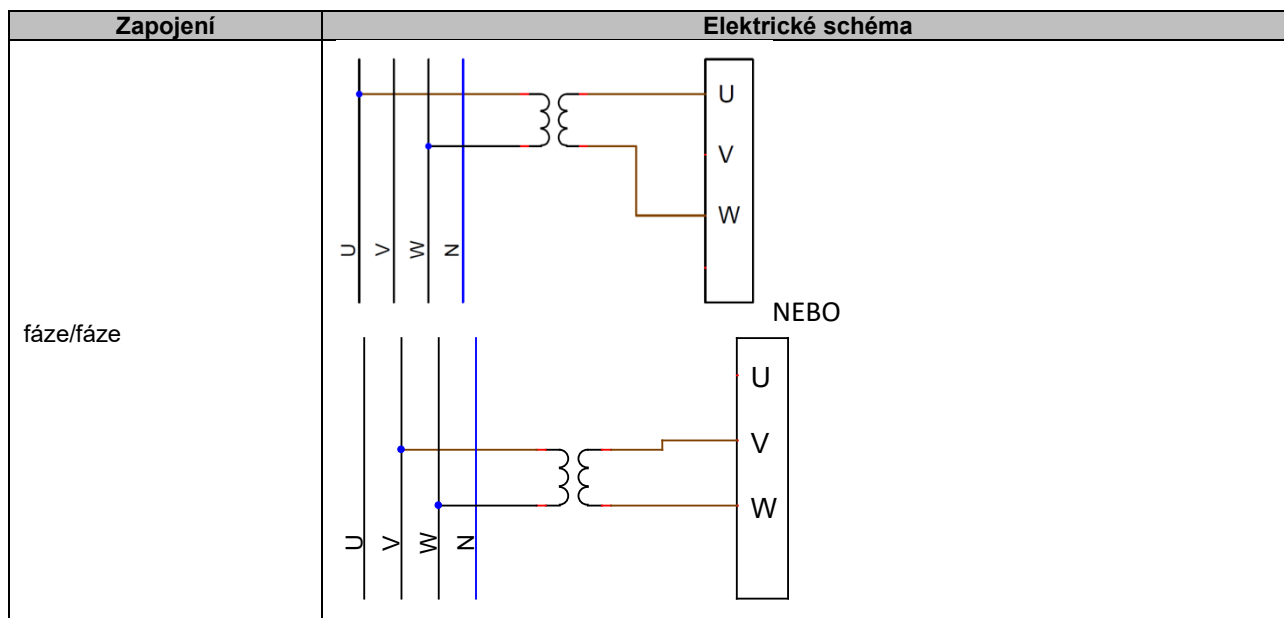 Zapojení
Elektrické schéma
fáze/fáze
U
V
W
U
V
W
N
NEBO
U
V
W
U
V
W
N